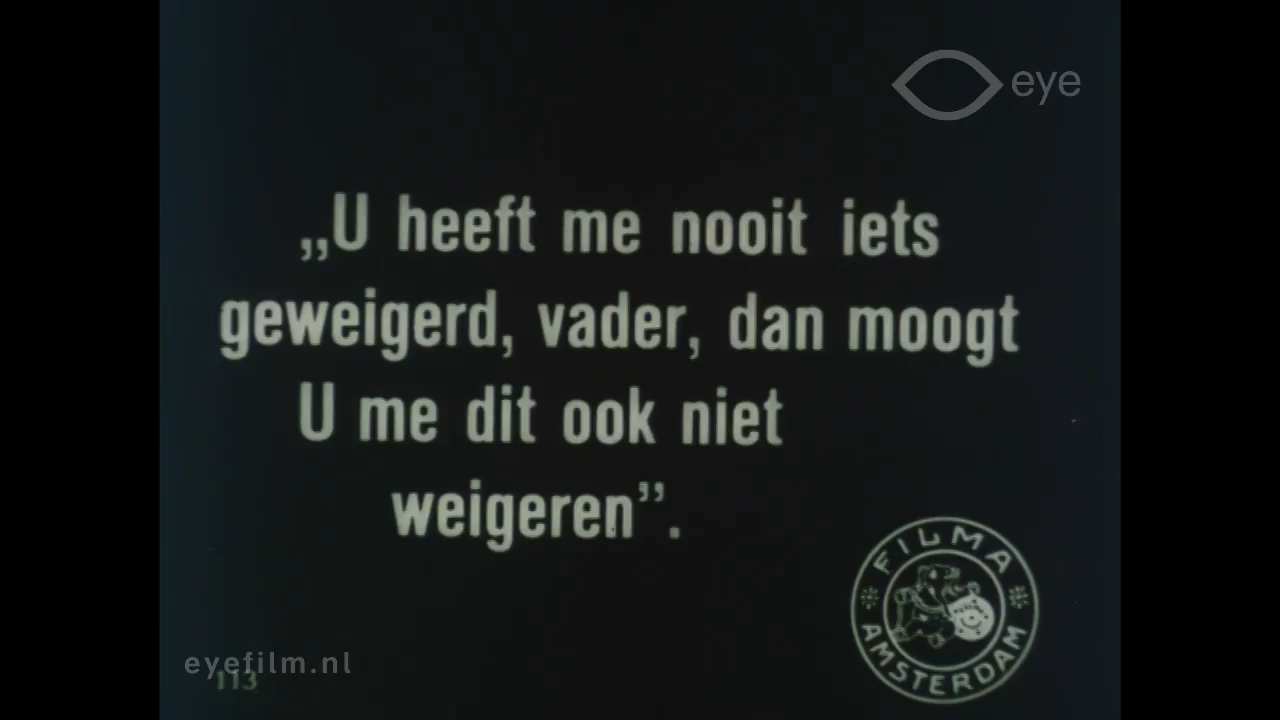 eye
„U heeft me nooit iets
geweigerd, vader, dan moogt
U me dit ook niet
weigeren”.
FILMA
AMSTERDAM
eyefilm.nl
113